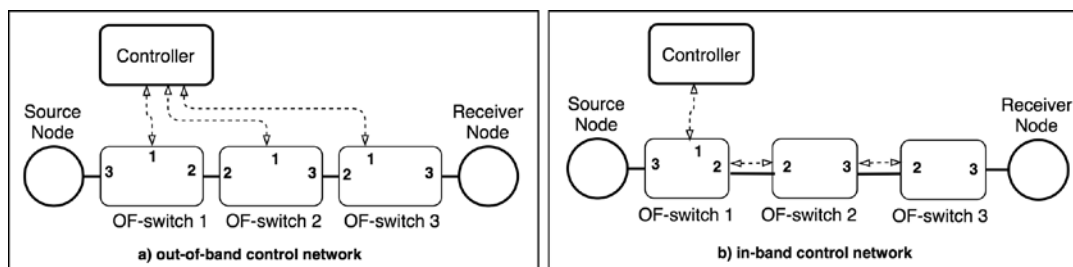 Controller
Source
Node
Receiver
Node
3
1
2
2
1
3
2
1
3
OF-switch 1
OF-switch 2
OF-switch 3
a) out-of-band control network
Controller
Source
Node
Receiver
Node
3
1
2
2
3
2
3
OF-switch 1
OF-switch 2
OF-switch 3
b) in-band control network